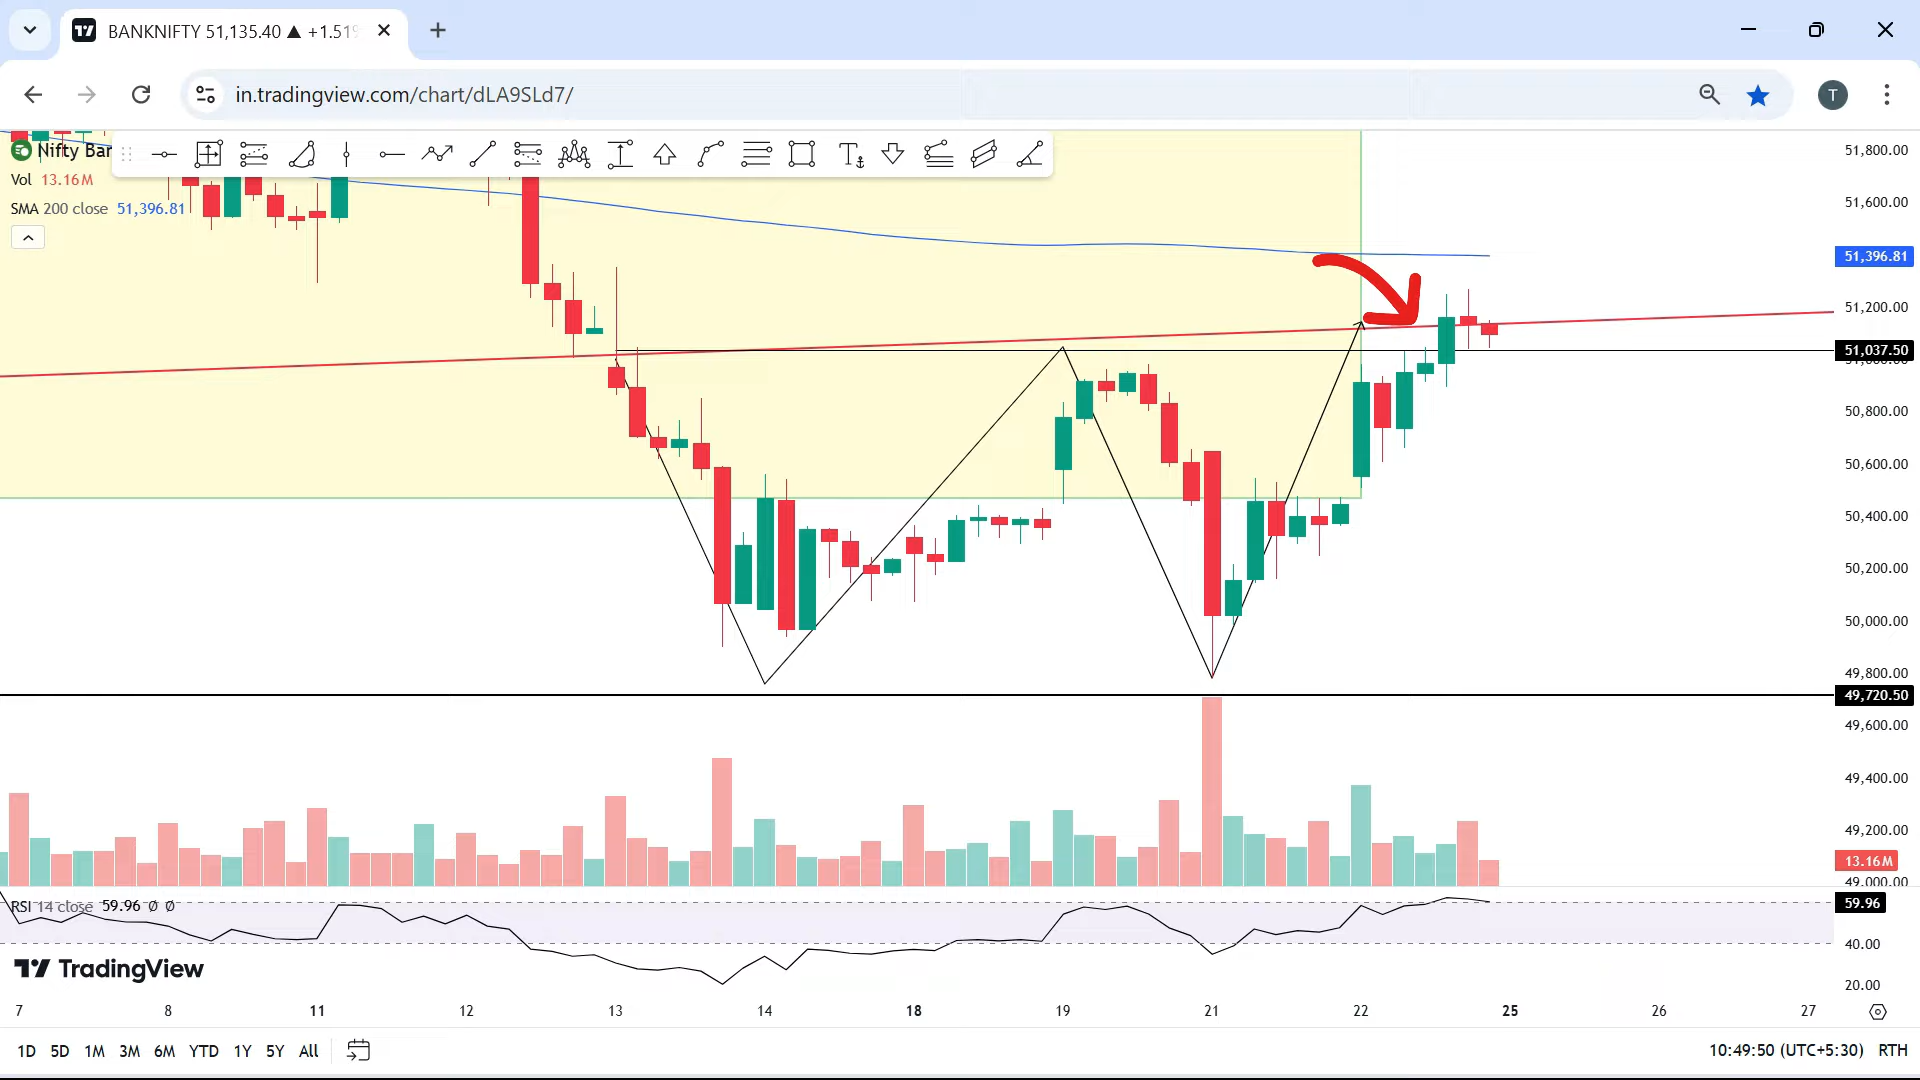 BANKNIFTY 51,135.40 ▲ +1.51%
in.tradingview.com/chart/dLA9SLd7/
T
Nifty Bar
Vol 13.16M
SMA 200 close 51,396.81
51,800.00
51,600.00
51,396.81
51,200.00
51,037.50
51,000.00
50,800.00
50,600.00
50,400.00
50,200.00
50,000.00
49,800.00
49,720.50
49,600.00
49,400.00
49,200.00
13.16M
49,000.00
RSI 14 close 59.96 ∅ ∅
59.96
40.00
20.00
TradingView
7 8 11 12 13 14 18 19 21 22 25 26 27
1D 5D 1M 3M 6M YTD 1Y 5Y All
10:49:50 (UTC+5:30) RTH